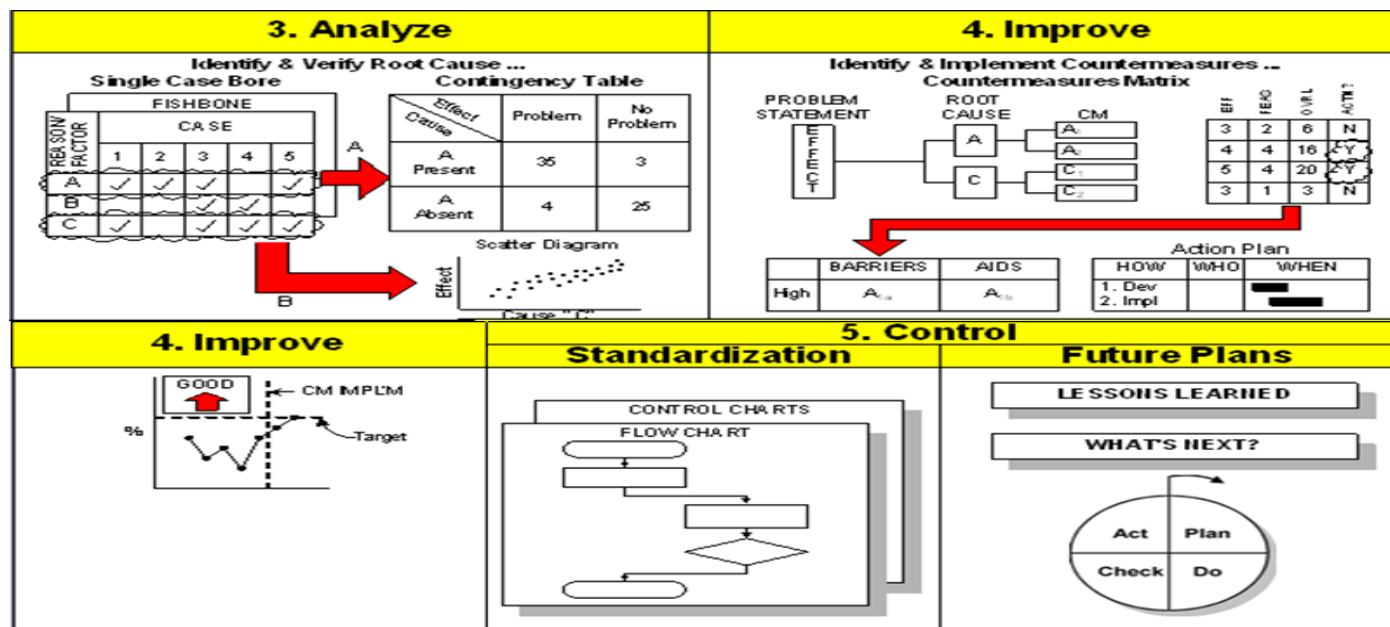 3. Analyze
Identify & Verify Root Cause ...
Single Case Bore
FISHBONE
REASON/
FACTOR
CASE
1 2 3 4 5
A ✓ ✓ ✓ ✓
B ✓ ✓
C ✓ ✓ ✓ ✓
A
B
Contingency Table
Effect
Cause
Problem
No
Problem
A
Present
35
3
A
Absent
4
25
Scatter Diagram
Effect
Cause "C"
4. Improve
Identify & Implement Countermeasures ...
Countermeasures Matrix
PROBLEM
STATEMENT
EFFECT
ROOT
CAUSE
A
C
CM
A
A
C
C₂
EFF OVRL ACTN?
3 2 6 N
4 4 16 Y
5 4 20 Y
3 1 3 N
BARRIERS AIDS
High A A
Action Plan
HOW WHO WHEN
1. Dev
2. Impl
4. Improve
GOOD
CM IMPL'M
%
Target
5. Control
Standardization
CONTROL CHARTS
FLOW CHART
Future Plans
LESSONS LEARNED
WHAT'S NEXT?
Act Plan
Check Do